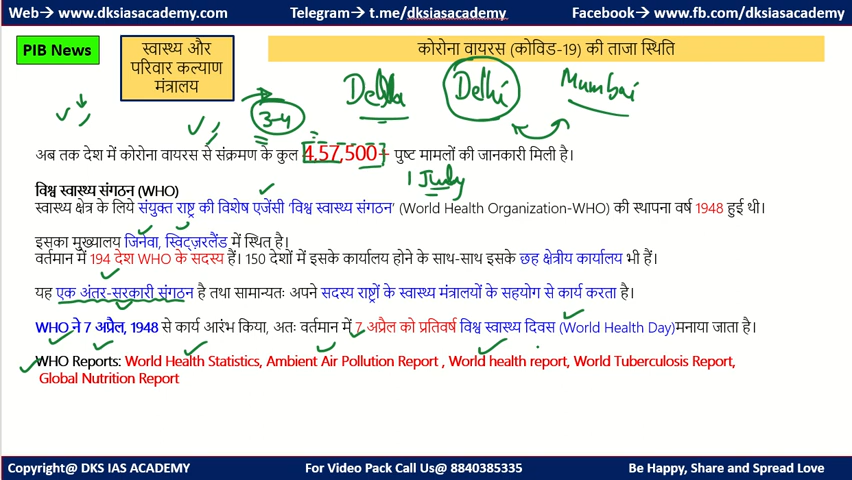 Web→ www.dksiasacademy.com Telegram→ t.me/dksiasacademy Facebook→ www.fb.com/dksiasacademy
PIB News
स्वास्थ्य और
परिवार कल्याण
मंत्रालय
कोरोना वायरस (कोविड-19) की ताजा स्थिति
Delhi Mumbai
3-4
अब तक देश में कोरोना वायरस से संक्रमण के कुल 4,57,500+ पुष्ट मामलों की जानकारी मिली है।
1 July
विश्व स्वास्थ्य संगठन (WHO)
स्वास्थ्य क्षेत्र के लिये संयुक्त राष्ट्र की विशेष एजेंसी ‘विश्व स्वास्थ्य संगठन’ (World Health Organization-WHO) की स्थापना वर्ष 1948 हुई थी।
इसका मुख्यालय जिनेवा, स्विट्ज़रलैंड में स्थित है।
वर्तमान में 194 देश WHO के सदस्य हैं। 150 देशों में इसके कार्यालय होने के साथ-साथ इसके छह क्षेत्रीय कार्यालय भी हैं।
यह एक अंतर-सरकारी संगठन है तथा सामान्यतः अपने सदस्य राष्ट्रों के स्वास्थ्य मंत्रालयों के सहयोग से कार्य करता है।
WHO ने 7 अप्रैल, 1948 से कार्य आरंभ किया, अतः वर्तमान में 7 अप्रैल को प्रतिवर्ष विश्व स्वास्थ्य दिवस (World Health Day)मनाया जाता है।
WHO Reports: World Health Statistics, Ambient Air Pollution Report , World health report, World Tuberculosis Report,
Global Nutrition Report
Copyright@ DKS IAS ACADEMY For Video Pack Call Us@ 8840385335 Be Happy, Share and Spread Love